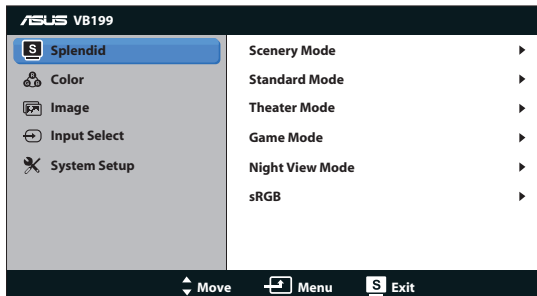 ASUS VB199
S Splendid
Color
Image
Input Select
System Setup
Scenery Mode
Standard Mode
Theater Mode
Game Mode
Night View Mode
sRGB
Move Menu S Exit